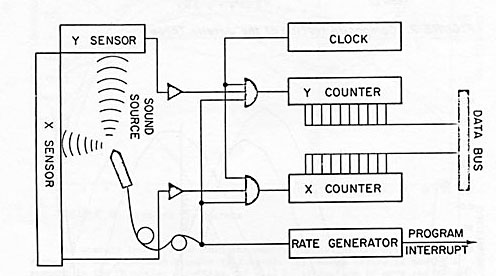 Y SENSOR
CLOCK
SOUND
SOURCE
Y COUNTER
X SENSOR
DATA BUS
X COUNTER
RATE GENERATOR
PROGRAM
INTERRUPT